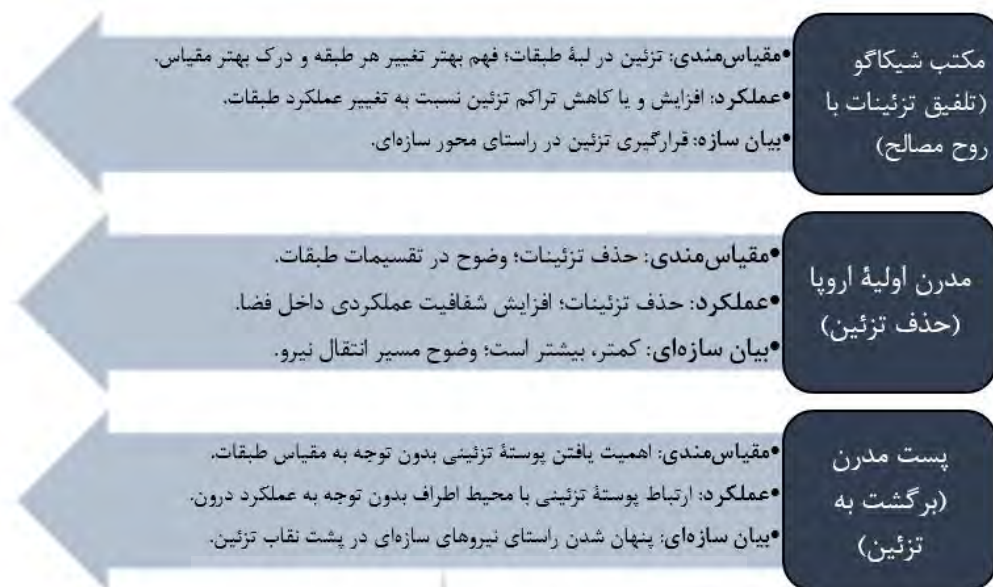 مکتب شیکاگو
(تلفیق تزئینات با
روح مصالح)
•مقیاس‌مندی: تزئین در لبهٔ طبقات؛ فهم بهتر تغییر هر طبقه و درک بهتر مقیاس.
•عملکرد: افزایش و یا کاهش تراکم تزئین نسبت به تغییر عملکرد طبقات.
•بیان سازه: قرارگیری تزئین در راستای محور سازه‌ای.
مدرن اولیهٔ اروپا
(حذف تزئین)
•مقیاس‌مندی: حذف تزئینات؛ وضوح در تقسیمات طبقات.
•عملکرد: حذف تزئینات؛ افزایش شفافیت عملکردی داخل فضا.
•بیان سازه‌ای: کمتر، بیشتر است؛ وضوح مسیر انتقال نیرو.
پست مدرن
(برگشت به
تزئین)
•مقیاس‌مندی: اهمیت یافتن پوستهٔ تزئینی بدون توجه به مقیاس طبقات.
•عملکرد: ارتباط پوستهٔ تزئینی با محیط اطراف بدون توجه به عملکرد درون.
•بیان سازه‌ای: پنهان شدن راستای نیروهای سازه‌ای در پشت نقاب تزئین.